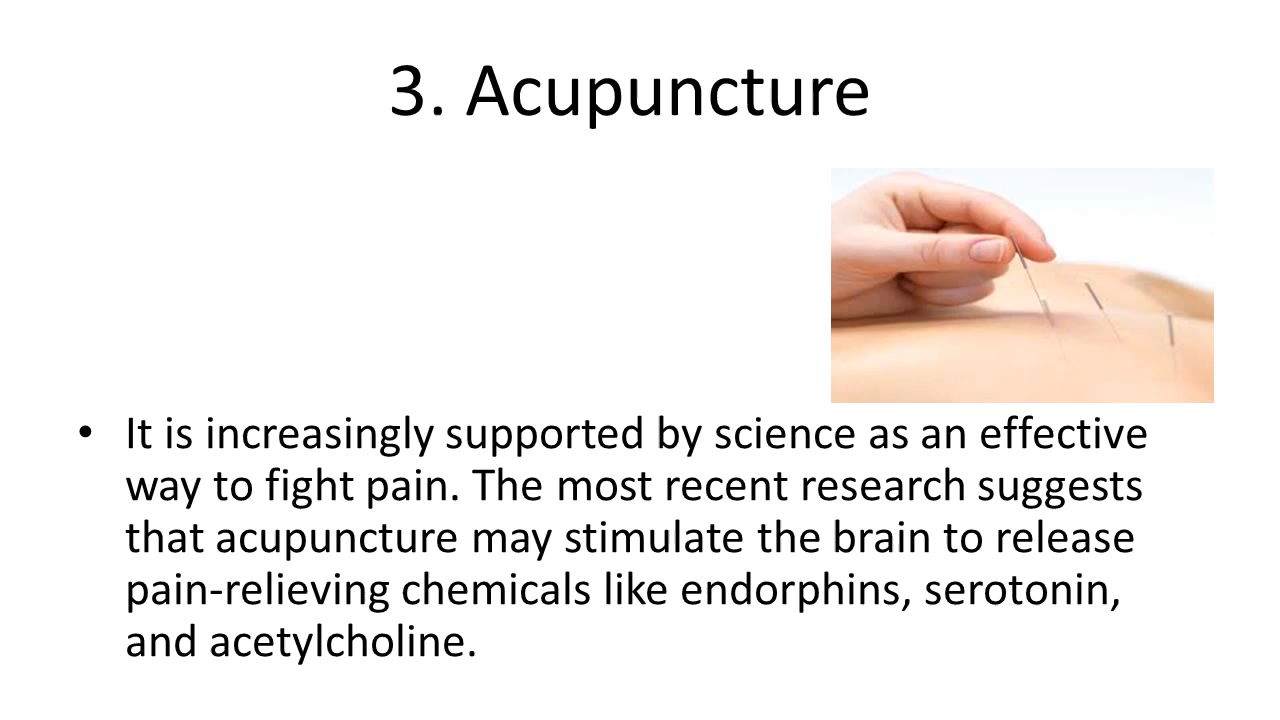 3. Acupuncture
• It is increasingly supported by science as an effective
way to fight pain. The most recent research suggests
that acupuncture may stimulate the brain to release
pain-relieving chemicals like endorphins, serotonin,
and acetylcholine.